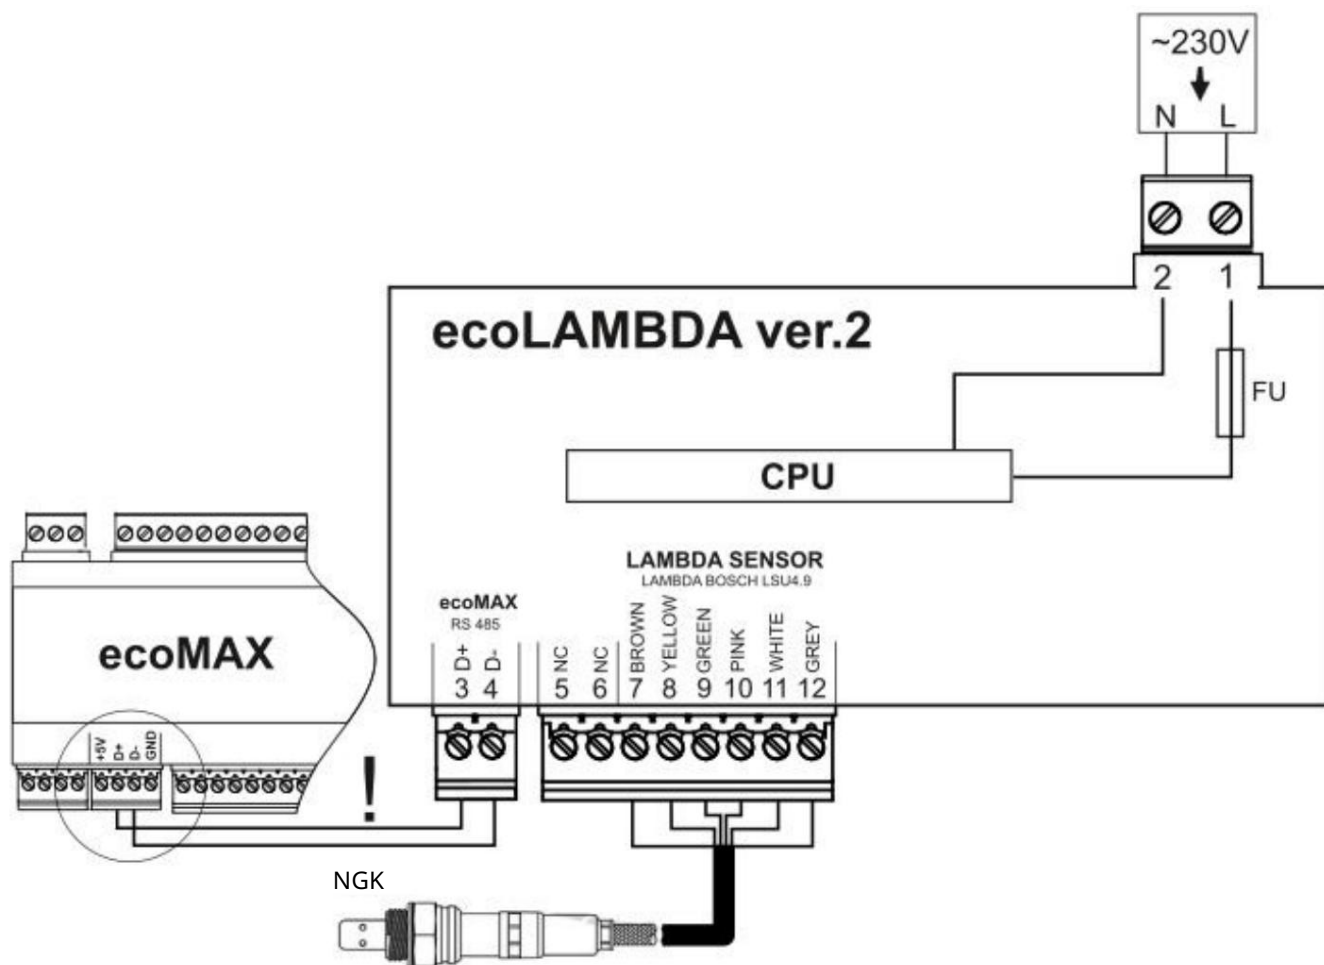 ~230V
N L
2 1
ecoLAMBDA ver.2
FU
CPU
LAMBDA SENSOR
LAMBDA BOSCH LSU4.9
ecoMAX
RS 485
D+ D- NC NC BROWN YELLOW GREEN PINK WHITE GREY
3 4 5 6 7 8 9 10 11 12
ecoMAX
+5V D+ D- GND
!
NGK